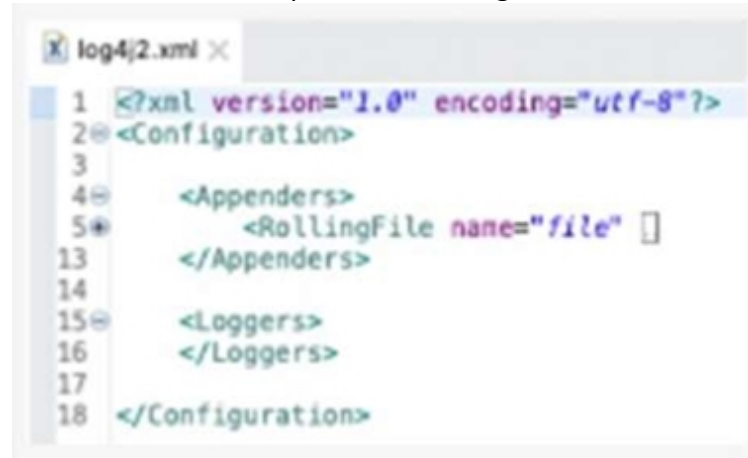 log4j2.xml
1 <?xml version="1.0" encoding="utf-8"?>
2 <Configuration>
3
4 <Appenders>
5 <RollingFile name="file"
13 </Appenders>
14
15 <Loggers>
16 </Loggers>
17
18 </Configuration>